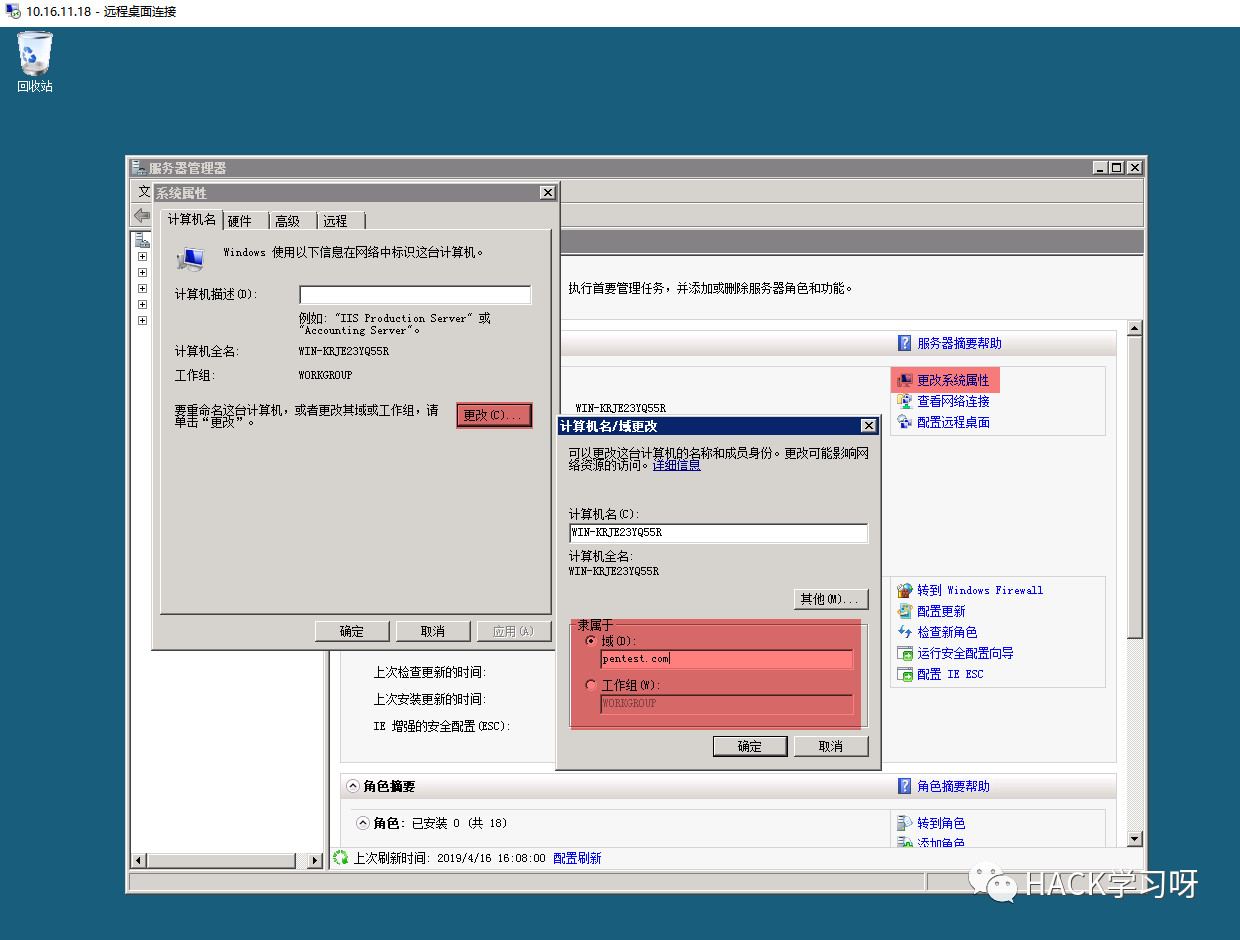 10.16.11.18 - 远程桌面连接
回收站
服务器管理器
文
系统属性
计算机名
硬件
高级
远程
Windows 使用以下信息在网络中标识这台计算机。
计算机描述(D):
例如: "IIS Production Server" 或
"Accounting Server"。
计算机全名:
WIN-KRJE23YQ55R
工作组:
WORKGROUP
要重命名这台计算机，或者更改其域或工作组，请
单击“更改”。
更改(C)...
确定
取消
应用(A)
执行首要管理任务，并添加或删除服务器角色和功能。
服务器摘要帮助
WIN-KRJE23YQ55R
更改系统属性
查看网络连接
配置远程桌面
计算机名/域更改
可以更改这台计算机的名称和成员身份。更改可能影响网
络资源的访问。详细信息
计算机名(C):
WIN-KRJE23YQ55R
计算机全名:
WIN-KRJE23YQ55R
其他(M)...
隶属于
域(D):
pentest.com
工作组(W):
WORKGROUP
确定
取消
转到 Windows Firewall
配置更新
检查新角色
运行安全配置向导
配置 IE ESC
上次检查更新的时间:
上次安装更新的时间:
IE 增强的安全配置(ESC):
角色摘要
角色摘要帮助
角色: 已安装 0 (共 18)
转到角色
添加角色
上次刷新时间: 2019/4/16 16:08:00 配置刷新
HACK学习呀